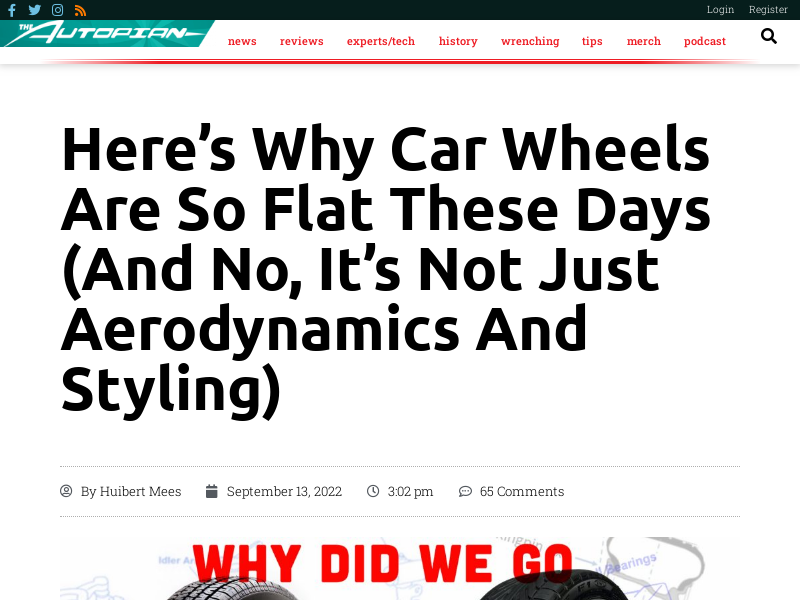 Login Register
THE AUTOPIAN
news reviews experts/tech history wrenching tips merch podcast
Here’s Why Car Wheels
Are So Flat These Days
(And No, It’s Not Just
Aerodynamics And
Styling)
By Huibert Mees September 13, 2022 3:02 pm 65 Comments
WHY DID WE GO
Idler Ar
Kingpin
Bearings